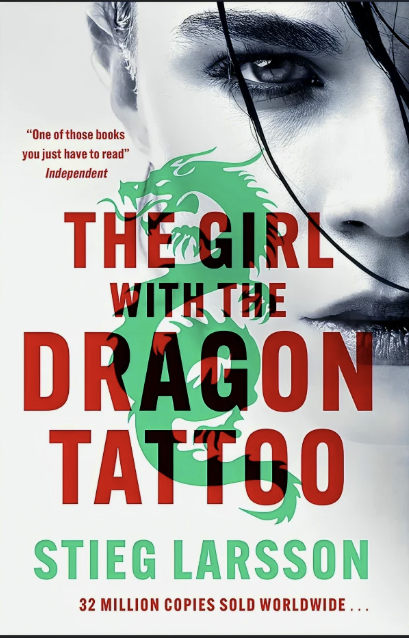 “One of those books
you just have to read”
Independent
THE GIRL
WITH THE
DRAGON
TATTOO
STIEG LARSSON
32 MILLION COPIES SOLD WORLDWIDE . . .